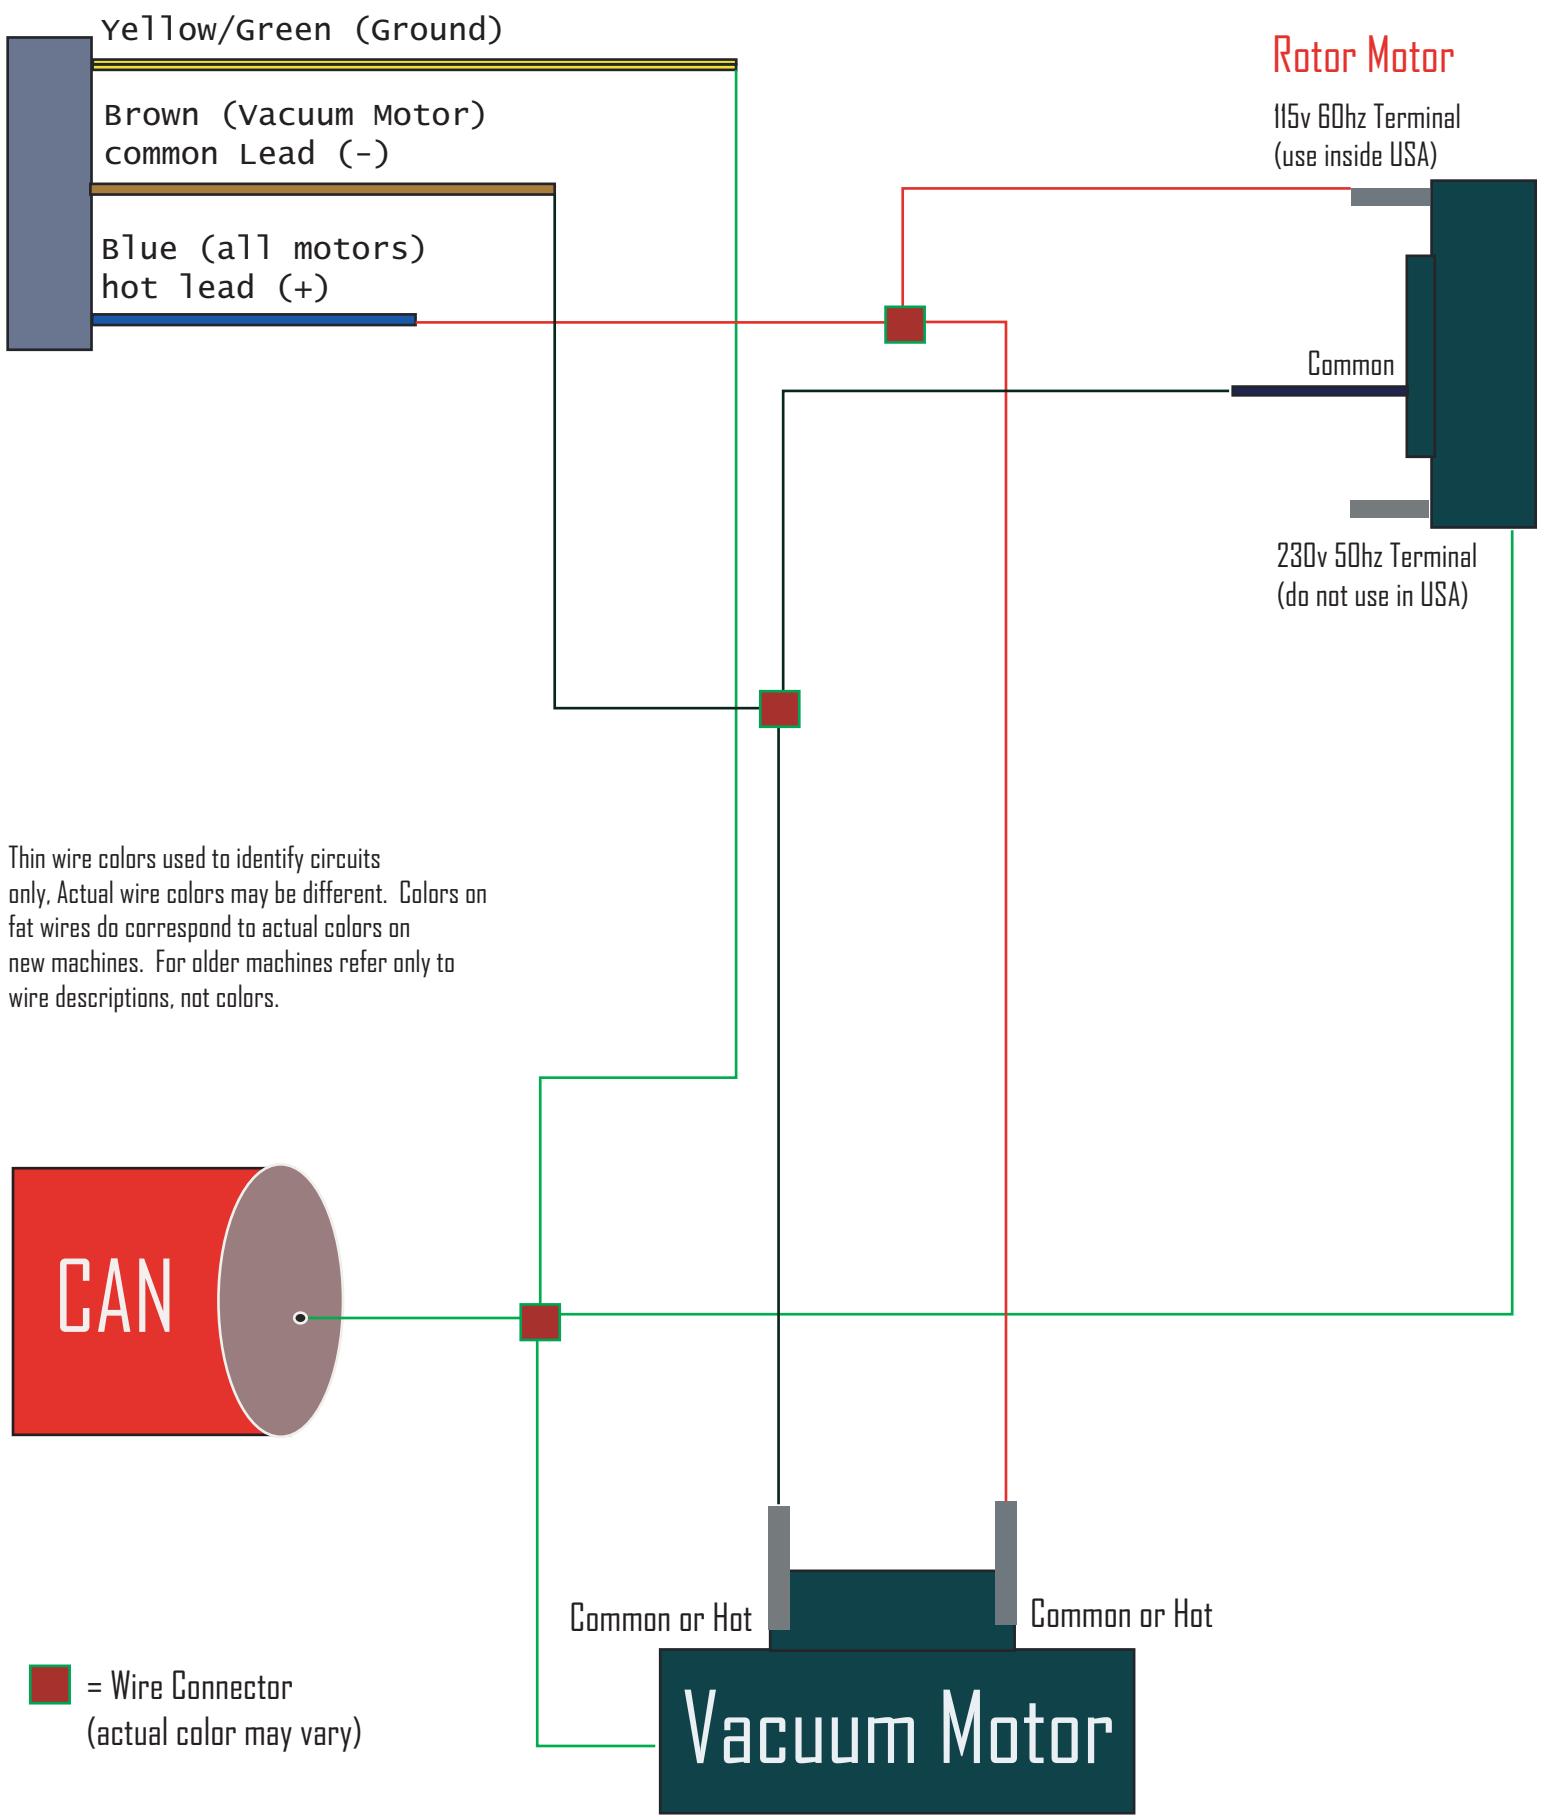 Yellow/Green (Ground)
Brown (Vacuum Motor)
common Lead (-)
Blue (all motors)
hot lead (+)
Rotor Motor
115v 60hz Terminal
(use inside USA)
Common
230v 50hz Terminal
(do not use in USA)
Thin wire colors used to identify circuits
only, Actual wire colors may be different.  Colors on
fat wires do correspond to actual colors on
new machines.  For older machines refer only to
wire descriptions, not colors.
CAN
Common or Hot
Common or Hot
Vacuum Motor
= Wire Connector
(actual color may vary)